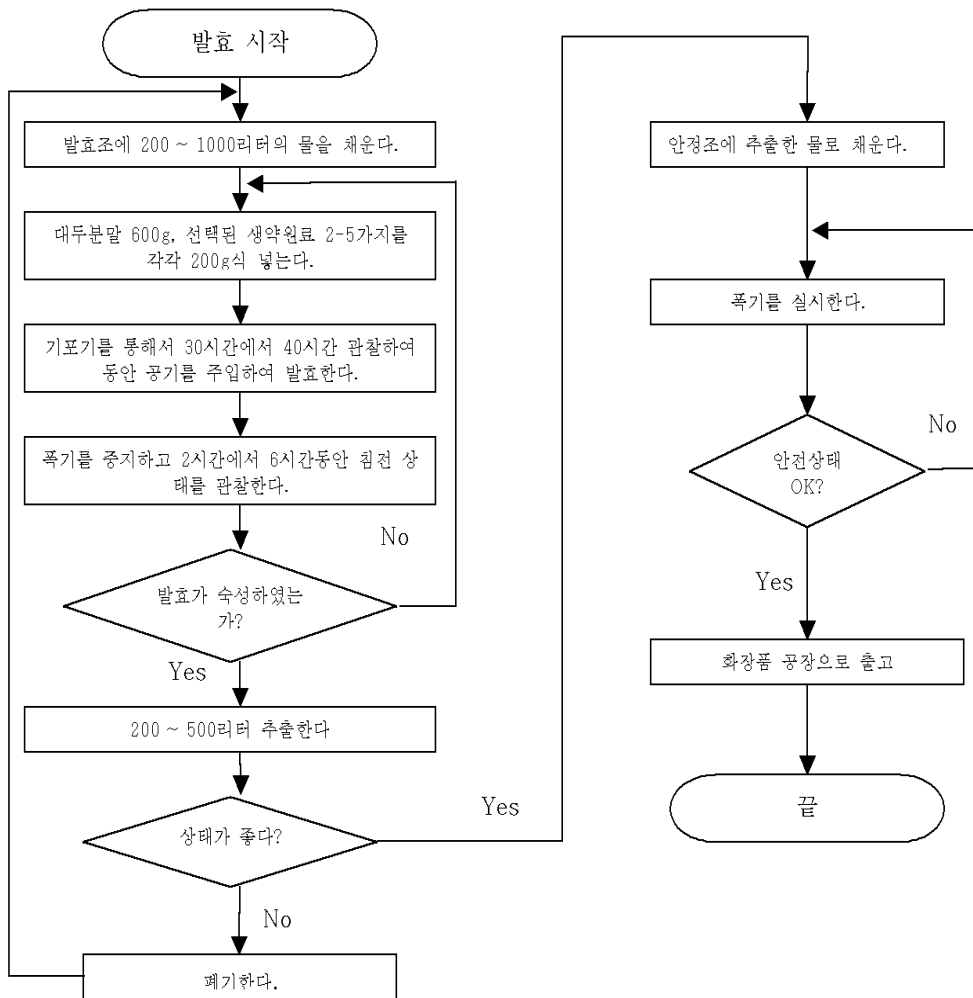 발효 시작
발효조에 200 ~ 1000리터의 물을 채운다.
대두분말 600g, 선택된 생약원료 2-5가지를
각각 200g식 넣는다.
기포기를 통해서 30시간에서 40시간 관찰하여
동안 공기를 주입하여 발효한다.
폭기를 중지하고 2시간에서 6시간동안 침전 상
태를 관찰한다.
No
발효가 숙성하였는
가?
Yes
200 ~ 500리터 추출한다
Yes
상태가 좋다?
No
폐기한다.
안정조에 추출한 물로 채운다.
폭기를 실시한다.
No
안전상태
OK?
Yes
화장품 공장으로 출고
끝